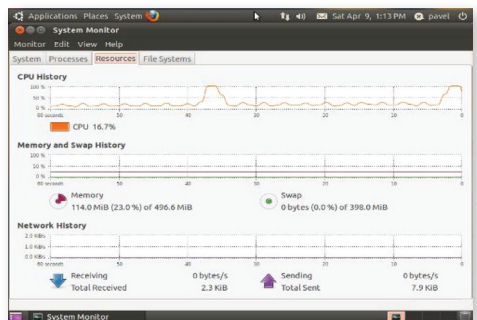 Applications Places System Sat Apr 9, 1:13 PM pavel
System Monitor
Monitor Edit View Help
System Processes Resources File Systems
CPU History
100 %
50 %
0 %
60 seconds 50 40 30 20 10 0
CPU 16.7%
Memory and Swap History
100 %
50 %
0 %
60 seconds 50 40 30 20 10 0
Memory Swap
114.0 MiB (23.0 %) of 496.6 MiB 0 bytes (0.0 %) of 398.0 MiB
Network History
2.0 KiB/s
1.0 KiB/s
0.0 KiB/s
60 seconds 50 40 30 20 10 0
Receiving 0 bytes/s Sending 0 bytes/s
Total Received 2.3 KiB Total Sent 7.9 KiB
System Monitor